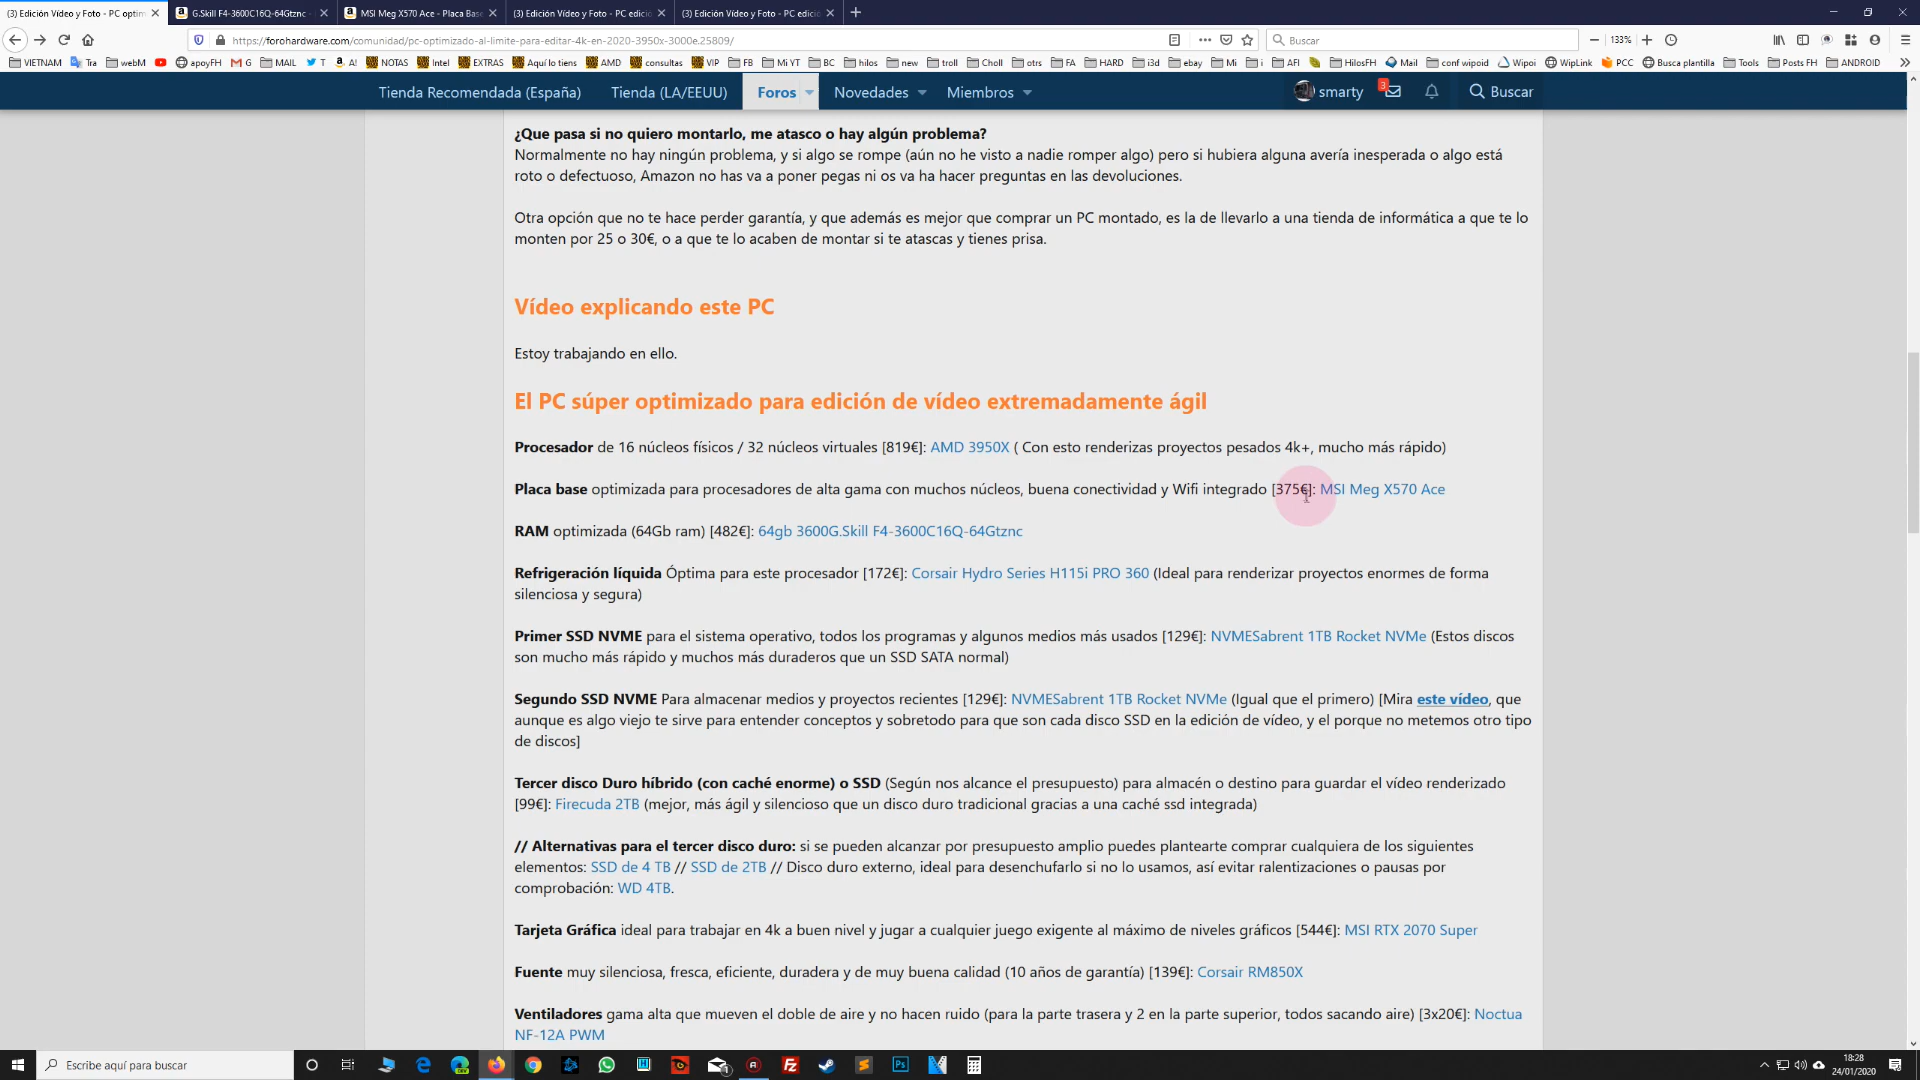 (3) Edición Vídeo y Foto - PC optim
G.Skill F4-3600C16Q-64Gtznc -
MSI Meg X570 Ace - Placa Base
(3) Edición Vídeo y Foto - PC edició
(3) Edición Vídeo y Foto - PC edició
https://forohardware.com/comunidad/pc-optimizado-al-limite-para-editar-4k-en-2020-3950x-3000e.25809/
Buscar
133%
VIETNAM
Tra
webM
apoyFH
G
MAIL
T
A!
NOTAS
Intel
EXTRAS
Aquí lo tiens
AMD
consultas
VIP
FB
Mi YT
BC
hilos
new
troll
Choll
otrs
FA
HARD
i3d
ebay
Mi
i
AFI
HilosFH
Mail
conf wipoid
WipLink
PCC
Busca plantilla
Tools
Posts FH
ANDROID
Tienda Recomendada (España)
Tienda (LA/EEUU)
Foros
Novedades
Miembros
smarty
3
Buscar
¿Que pasa si no quiero montarlo, me atasco o hay algún problema?
Normalmente no hay ningún problema, y si algo se rompe (aún no he visto a nadie romper algo) pero si hubiera alguna avería inesperada o algo está
roto o defectuoso, Amazon no has va a poner pegas ni os va ha hacer preguntas en las devoluciones.
Otra opción que no te hace perder garantía, y que además es mejor que comprar un PC montado, es la de llevarlo a una tienda de informática a que te lo
monten por 25 o 30€, o a que te lo acaben de montar si te atascas y tienes prisa.
Vídeo explicando este PC
Estoy trabajando en ello.
El PC súper optimizado para edición de vídeo extremadamente ágil
Procesador de 16 núcleos físicos / 32 núcleos virtuales [819€]: AMD 3950X ( Con esto renderizas proyectos pesados 4k+, mucho más rápido)
Placa base optimizada para procesadores de alta gama con muchos núcleos, buena conectividad y Wifi integrado [375€]: MSI Meg X570 Ace
RAM optimizada (64Gb ram) [482€]: 64gb 3600G.Skill F4-3600C16Q-64Gtznc
Refrigeración líquida Óptima para este procesador [172€]: Corsair Hydro Series H115i PRO 360 (Ideal para renderizar proyectos enormes de forma
silenciosa y segura)
Primer SSD NVME para el sistema operativo, todos los programas y algunos medios más usados [129€]: NVMESabrent 1TB Rocket NVMe (Estos discos
son mucho más rápido y muchos más duraderos que un SSD SATA normal)
Segundo SSD NVME Para almacenar medios y proyectos recientes [129€]: NVMESabrent 1TB Rocket NVMe (Igual que el primero) [Mira este vídeo, que
aunque es algo viejo te sirve para entender conceptos y sobretodo para que son cada disco SSD en la edición de vídeo, y el porque no metemos otro tipo
de discos]
Tercer disco Duro híbrido (con caché enorme) o SSD (Según nos alcance el presupuesto) para almacén o destino para guardar el vídeo renderizado
[99€]: Firecuda 2TB (mejor, más ágil y silencioso que un disco duro tradicional gracias a una caché ssd integrada)
// Alternativas para el tercer disco duro: si se pueden alcanzar por presupuesto amplio puedes plantearte comprar cualquiera de los siguientes
elementos: SSD de 4 TB // SSD de 2TB // Disco duro externo, ideal para desenchufarlo si no lo usamos, así evitar ralentizaciones o pausas por
comprobación: WD 4TB.
Tarjeta Gráfica ideal para trabajar en 4k a buen nivel y jugar a cualquier juego exigente al máximo de niveles gráficos [544€]: MSI RTX 2070 Super
Fuente muy silenciosa, fresca, eficiente, duradera y de muy buena calidad (10 años de garantía) [139€]: Corsair RM850X
Ventiladores gama alta que mueven el doble de aire y no hacen ruido (para la parte trasera y 2 en la parte superior, todos sacando aire) [3x20€]: Noctua
NF-12A PWM
Escribe aquí para buscar
18:28
24/01/2020